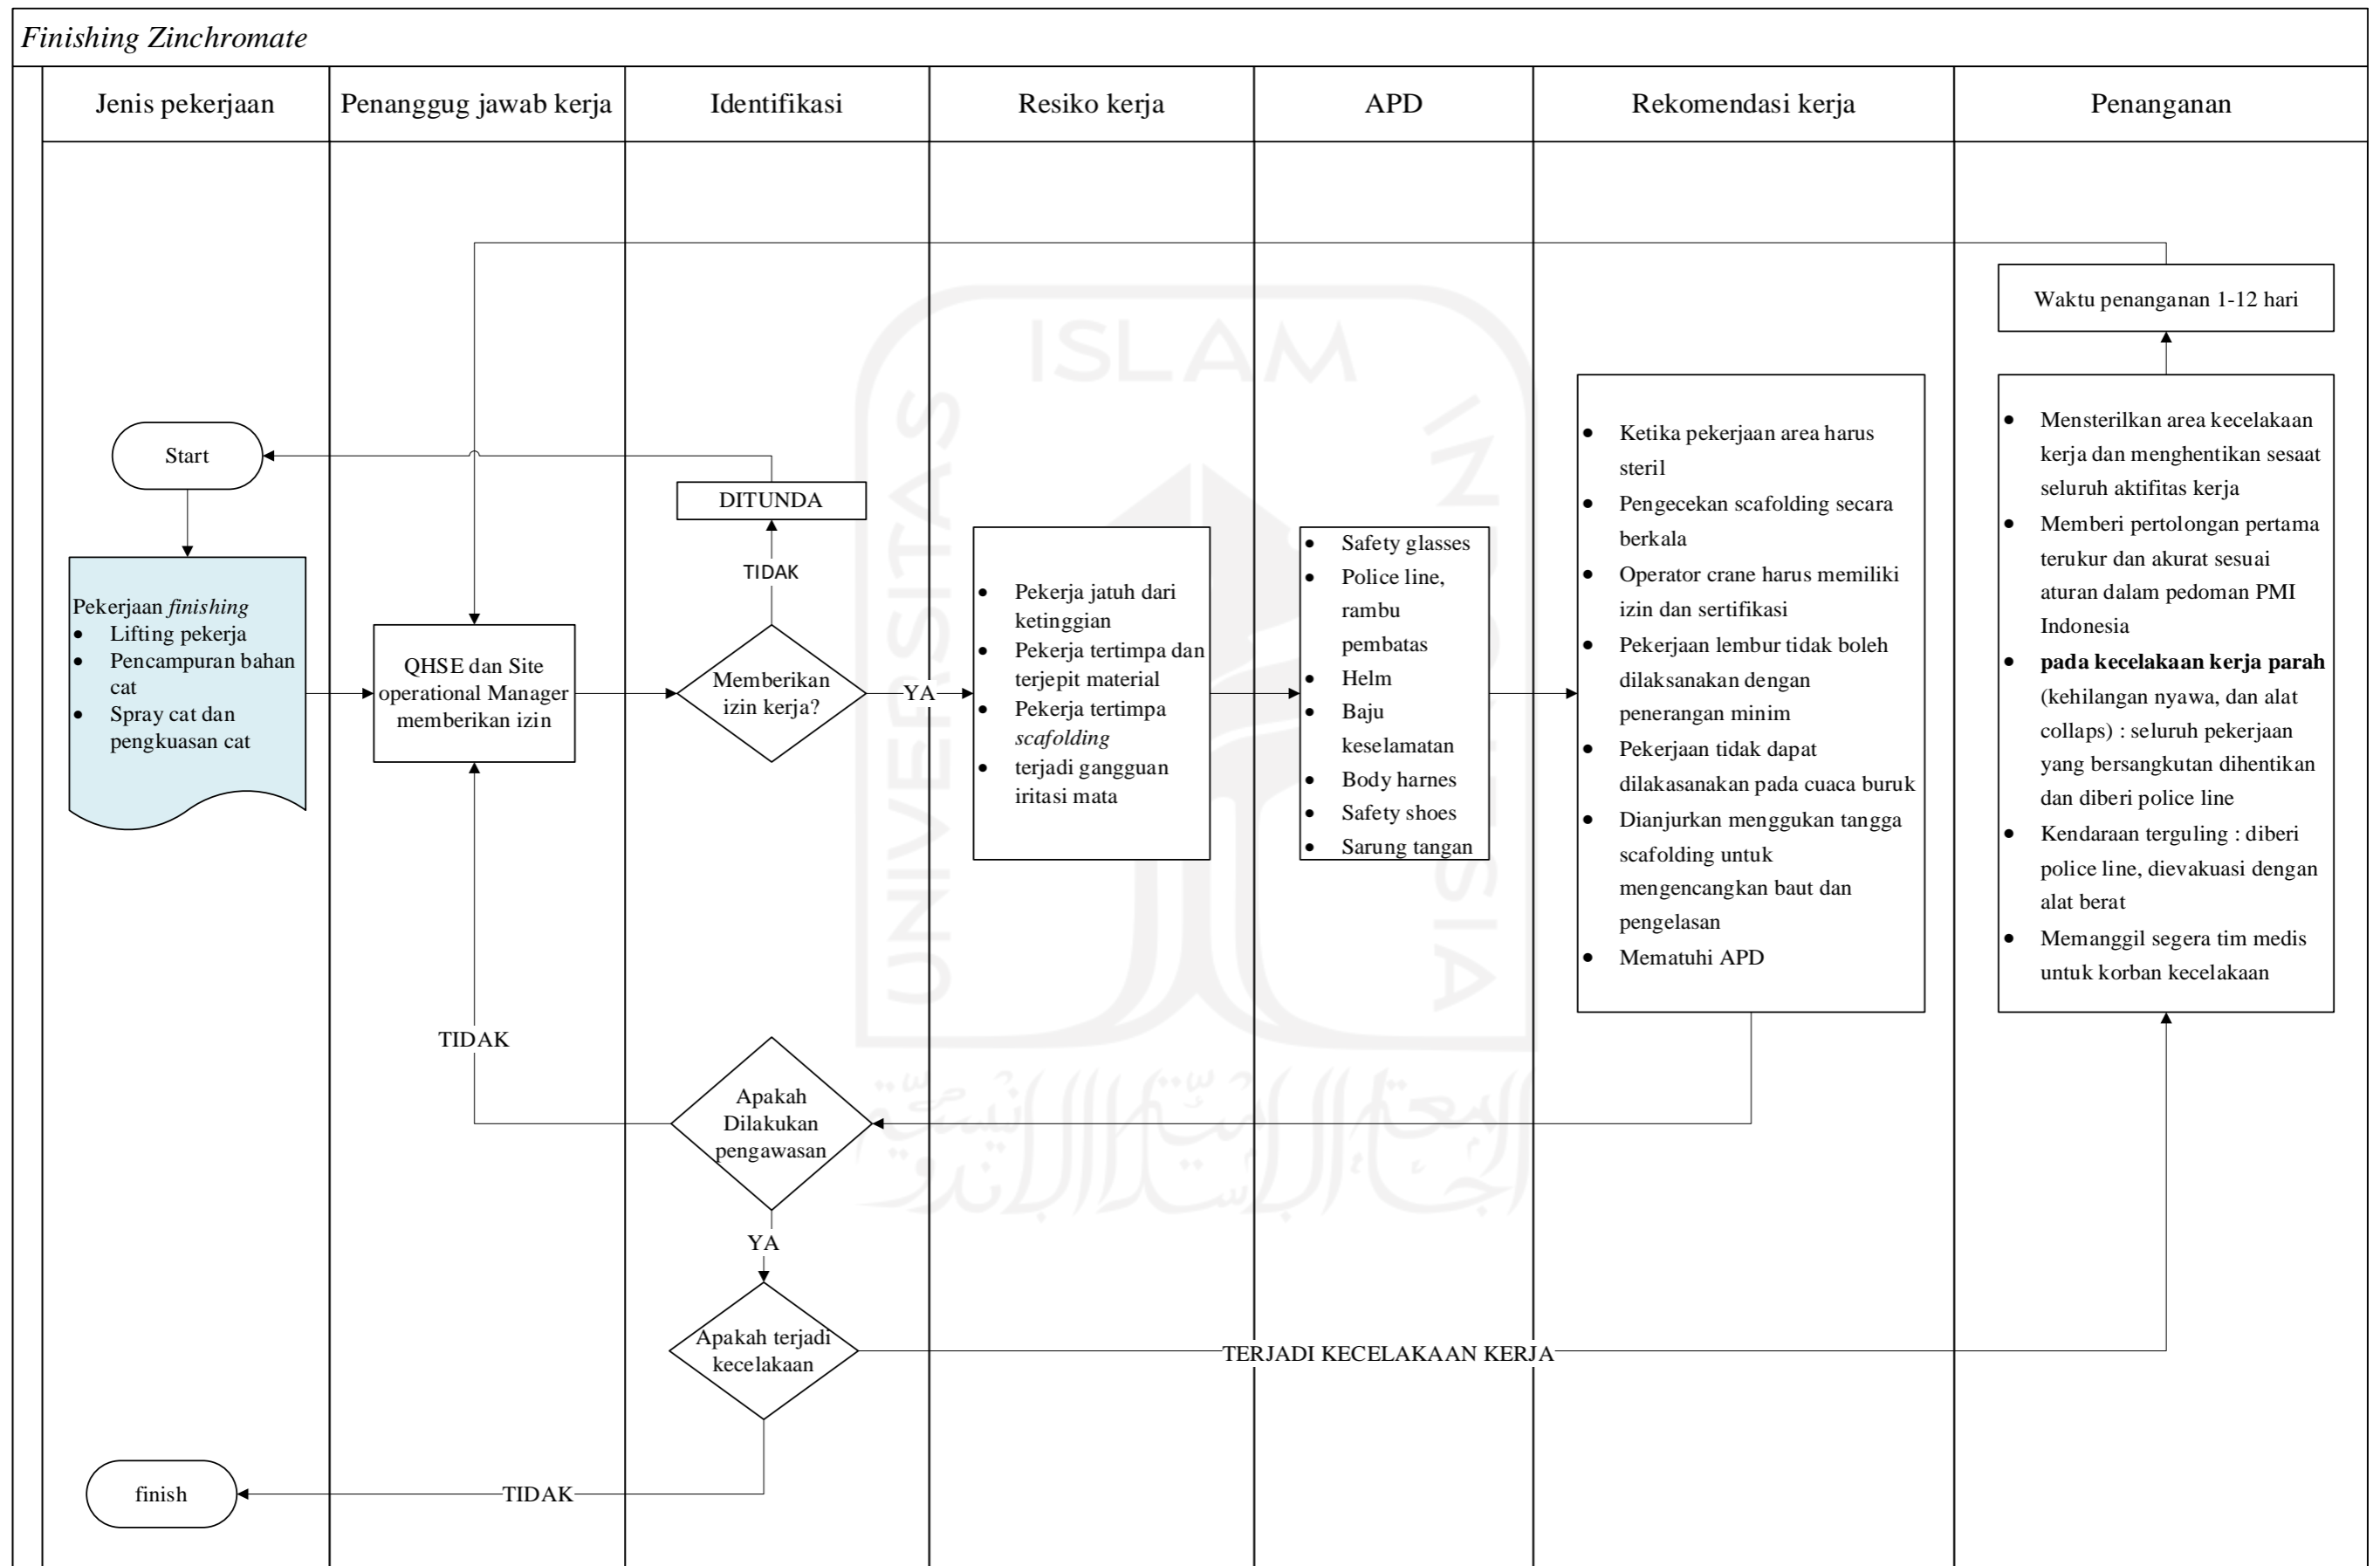 Finishing Zinchromate
Jenis pekerjaan
Penanggug jawab kerja
Identifikasi
Resiko kerja
APD
Rekomendasi kerja
Penanganan
Start
Pekerjaan finishing
• Lifting pekerja
• Pencampuran bahan
cat
• Spray cat dan
pengkuasan cat
QHSE dan Site
operational Manager
memberikan izin
DITUNDA
TIDAK
Memberikan
izin kerja?
YA
• Pekerja jatuh dari
ketinggian
• Pekerja tertimpa dan
terjepit material
• Pekerja tertimpa
scafolding
• terjadi gangguan
iritasi mata
• Safety glasses
• Police line,
rambu
pembatas
• Helm
• Baju
keselamatan
• Body harnes
• Safety shoes
• Sarung tangan
• Ketika pekerjaan area harus
steril
• Pengecekan scafolding secara
berkala
• Operator crane harus memiliki
izin dan sertifikasi
• Pekerjaan lembur tidak boleh
dilaksanakan dengan
penerangan minim
• Pekerjaan tidak dapat
dilakasanakan pada cuaca buruk
• Dianjurkan menggukan tangga
scafolding untuk
mengencangkan baut dan
pengelasan
• Mematuhi APD
Waktu penanganan 1-12 hari
• Mensterilkan area kecelakaan
kerja dan menghentikan sesaat
seluruh aktifitas kerja
• Memberi pertolongan pertama
terukur dan akurat sesuai
aturan dalam pedoman PMI
Indonesia
• pada kecelakaan kerja parah
(kehilangan nyawa, dan alat
collaps) : seluruh pekerjaan
yang bersangkutan dihentikan
dan diberi police line
• Kendaraan terguling : diberi
police line, dievakuasi dengan
alat berat
• Memanggil segera tim medis
untuk korban kecelakaan
TIDAK
Apakah
Dilakukan
pengawasan
YA
Apakah terjadi
kecelakaan
TERJADI KECELAKAAN KERJA
TIDAK
finish
UNIVERSITAS
ISLAM